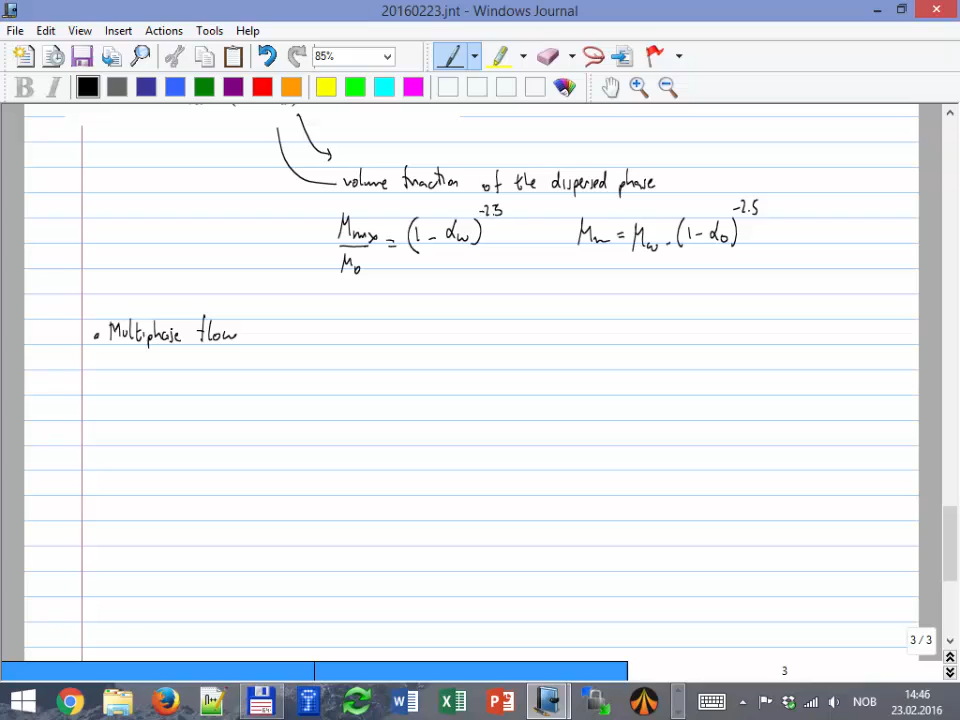 20160223.jnt - Windows Journal
File Edit View Insert Actions Tools Help
85%
volume fraction of the dispersed phase
μmix/μo = (1 - αw)^-2.5
μm = μw . (1 - αo)^-2.5
• Multiphase flow
3 / 3
3
NOB
14:46
23.02.2016